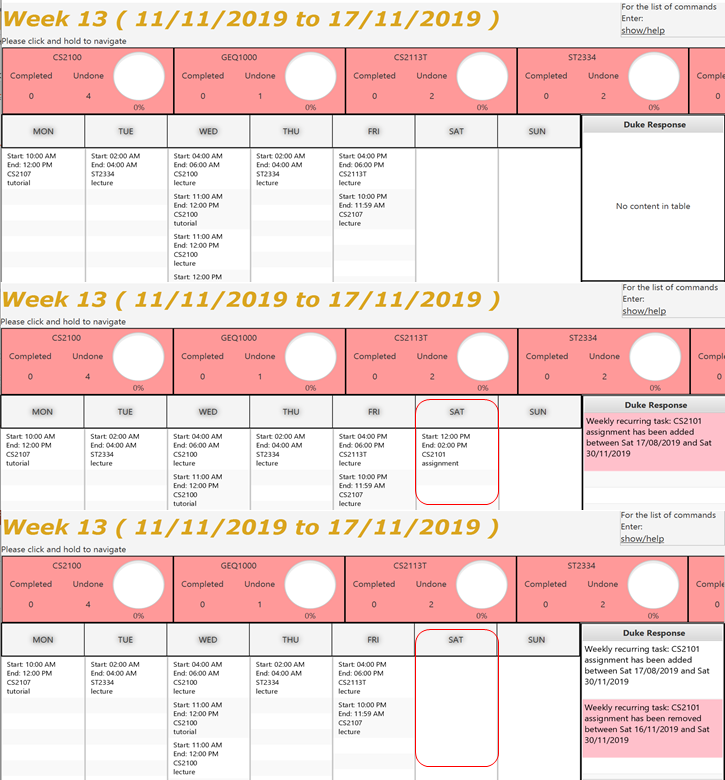 Week 13 ( 11/11/2019 to 17/11/2019 )
For the list of commands
Enter:
show/help
Please click and hold to navigate
CS2100
Completed Undone
0 4
0%
GEQ1000
Completed Undone
0 1
0%
CS2113T
Completed Undone
0 2
0%
ST2334
Completed Undone
0 2
0%
C
0
MON TUE WED THU FRI SAT SUN
Duke Response
Start: 10:00 AM
End: 12:00 PM
CS2107
tutorial
Start: 02:00 AM
End: 04:00 AM
ST2334
lecture
Start: 04:00 AM
End: 06:00 AM
CS2100
lecture
Start: 11:00 AM
End: 12:00 PM
CS2100
tutorial
Start: 11:00 AM
End: 12:00 PM
CS2100
lecture
Start: 12:00 PM
Start: 02:00 AM
End: 04:00 AM
ST2334
lecture
Start: 04:00 PM
End: 06:00 PM
CS2113T
lecture
Start: 10:00 PM
End: 11:59 AM
CS2107
lecture
No content in table
Week 13 ( 11/11/2019 to 17/11/2019 )
For the list of commands
Enter:
show/help
Please click and hold to navigate
CS2100
Completed Undone
0 4
0%
GEQ1000
Completed Undone
0 1
0%
CS2113T
Completed Undone
0 2
0%
ST2334
Completed Undone
0 2
0%
Com
0
MON TUE WED THU FRI SAT SUN
Duke Response
Start: 10:00 AM
End: 12:00 PM
CS2107
tutorial
Start: 02:00 AM
End: 04:00 AM
ST2334
lecture
Start: 04:00 AM
End: 06:00 AM
CS2100
lecture
Start: 11:00 AM
End: 12:00 PM
CS2100
tutorial
Start: 02:00 AM
End: 04:00 AM
ST2334
lecture
Start: 04:00 PM
End: 06:00 PM
CS2113T
lecture
Start: 10:00 PM
End: 11:59 AM
CS2107
lecture
Start: 12:00 PM
End: 02:00 PM
CS2101
assignment
Weekly recurring task: CS2101
assignment has been added
between Sat 17/08/2019 and Sat
30/11/2019
Week 13 ( 11/11/2019 to 17/11/2019 )
For the list of commands
Enter:
show/help
Please click and hold to navigate
CS2100
Completed Undone
0 4
0%
GEQ1000
Completed Undone
0 1
0%
CS2113T
Completed Undone
0 2
0%
ST2334
Completed Undone
0 2
0%
Com
0
MON TUE WED THU FRI SAT SUN
Duke Response
Start: 10:00 AM
End: 12:00 PM
CS2107
tutorial
Start: 02:00 AM
End: 04:00 AM
ST2334
lecture
Start: 04:00 AM
End: 06:00 AM
CS2100
lecture
Start: 11:00 AM
End: 12:00 PM
CS2100
tutorial
Start: 11:00 AM
End: 12:00 PM
CS2100
lecture
Start: 02:00 AM
End: 04:00 AM
ST2334
lecture
Start: 04:00 PM
End: 06:00 PM
CS2113T
lecture
Start: 10:00 PM
End: 11:59 AM
CS2107
lecture
Weekly recurring task: CS2101
assignment has been added
between Sat 17/08/2019 and Sat
30/11/2019
Weekly recurring task: CS2101
assignment has been removed
between Sat 16/11/2019 and Sat
30/11/2019